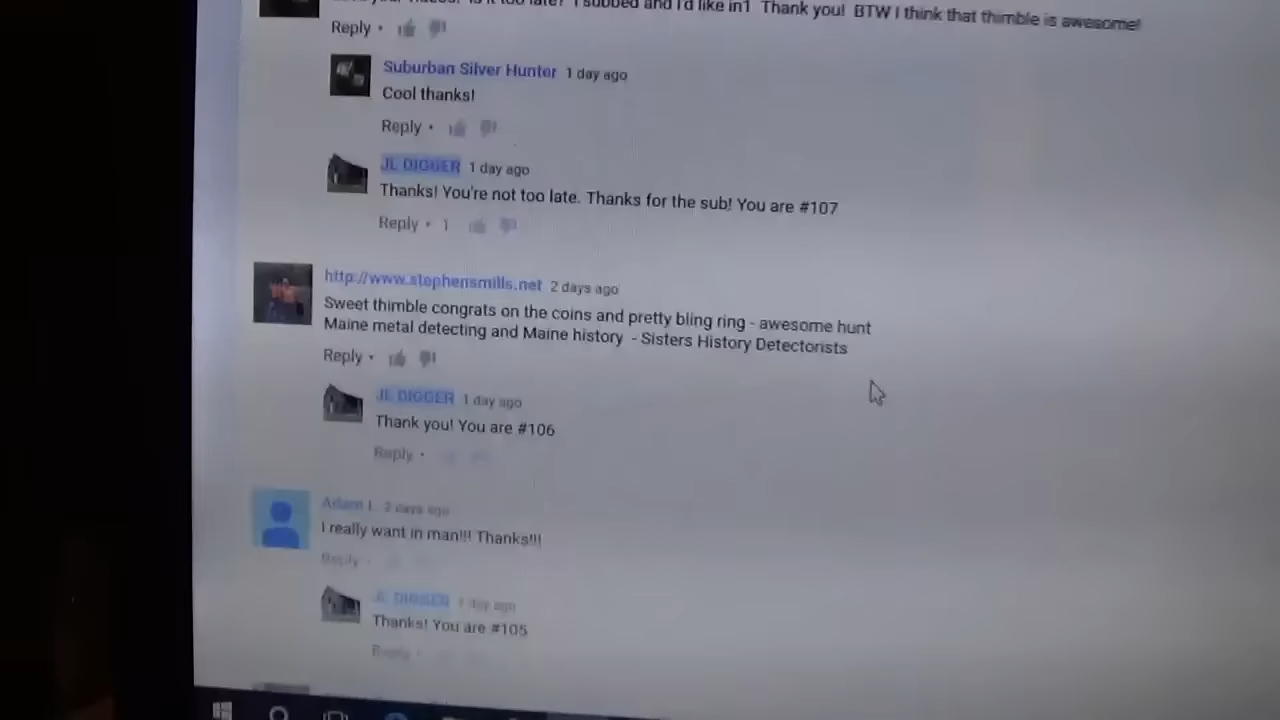 I subbed and I'd like in1 Thank you! BTW I think that thimble is awesome!
Reply •
Suburban Silver Hunter 1 day ago
Cool thanks!
Reply •
JL DIGGER 1 day ago
Thanks! You're not too late. Thanks for the sub! You are #107
Reply • 1
http://www.stephensmills.net 2 days ago
Sweet thimble congrats on the coins and pretty bling ring - awesome hunt
Maine metal detecting and Maine history - Sisters History Detectorists
Reply •
JL DIGGER 1 day ago
Thank you! You are #106
Reply •
Adam L 2 days ago
I really want in man!!! Thanks!!!
Reply •
JL DIGGER 1 day ago
Thanks! You are #105
Reply •